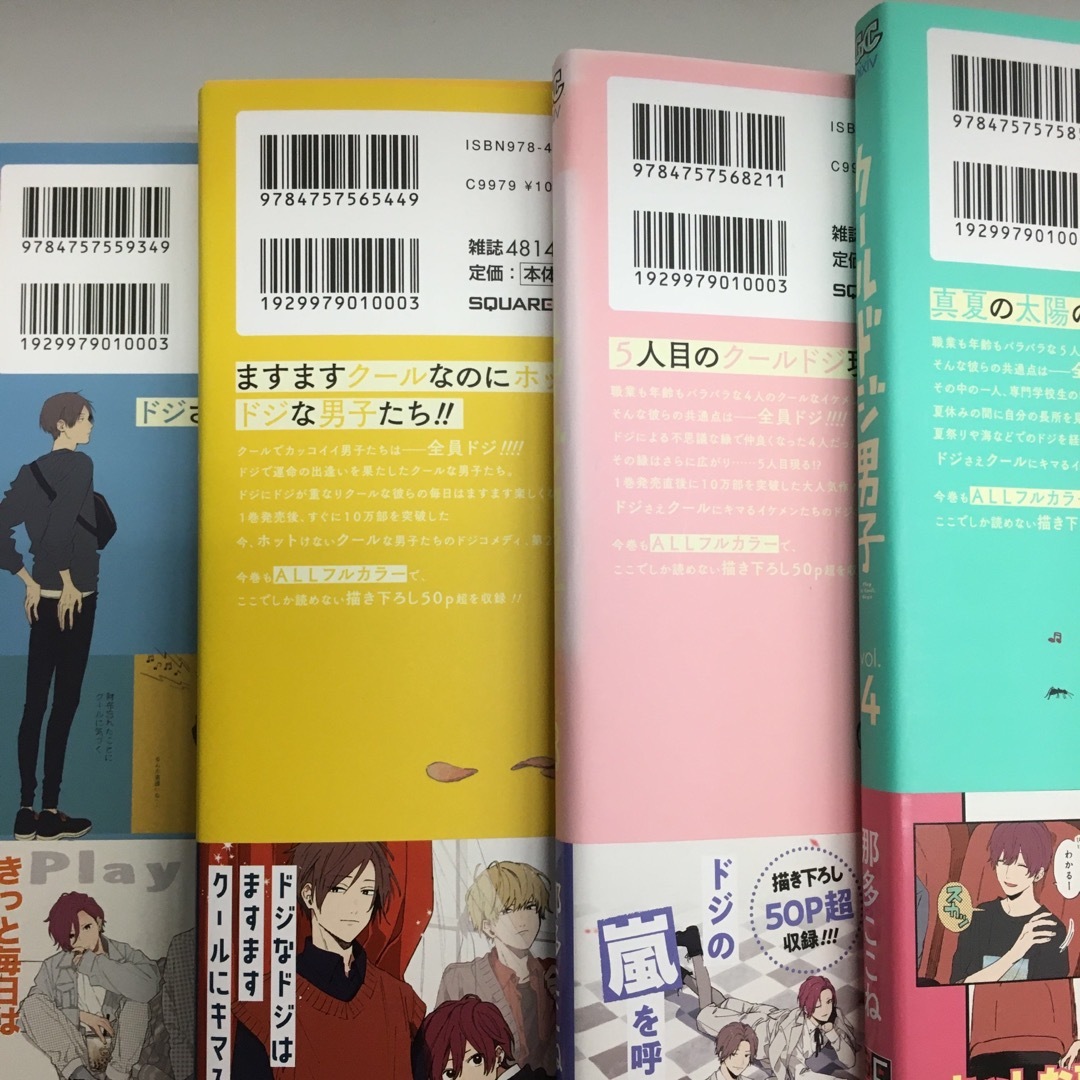 9784757559349
1929979010003
ドジさ
財布忘れたことに
クールに気づく。
Play
きっと毎日は
ISBN978-4
9784757565449
C9979 ¥10
雑誌4814
定価：本体
1929979010003
SQUARE
ますますクールなのにホッ
ドジな男子たち!!
クールでカッコイイ男子たちは——全員ドジ!!!!
ドジで運命の出逢いを果たしたクールな男子たち。
ドジにドジが重なりクールな彼らの毎日はますます楽しく
1巻発売後、すぐに10万部を突破した
今、ホットけないクールな男子たちのドジコメディ、第2
今巻もALLフルカラーで、
ここでしか読めない描き下ろし50p超を収録!!
ドジなドジは
ますます
クールにキマ
ISB
9784757568211
C99
雑誌
定価
1929979010003
SQ
5人目のクールドジ
職業も年齢もバラバラな4人のクールなイケメ
そんな彼らの共通点は——全員ドジ!!!!
ドジによる不思議な縁で仲良くなった4人だっ
その縁はさらに広がり……5人目現る!?
1巻発売直後に10万部を突破した大人気作
ドジさえクールにキマるイケメンたちのドジ
今巻もALLフルカラーで、
ここでしか読めない描き下ろし50p超を収
ドジの
嵐を呼
描き下ろし
50P超
収録!!!
GC
pixiv
クールドジ男子
vol.
4
那多ここね
97847575758
19299790100
真夏の太陽の
職業も年齢もバラバラな5人
そんな彼らの共通点は——全
その中の一人、専門学校生の
夏休みの間に自分の長所を見
夏祭りや海などでのドジを経
ドジさえクールにキマるイ
今巻もALLフルカラー
ここでしか読めない描き下
わかるー
スカッ